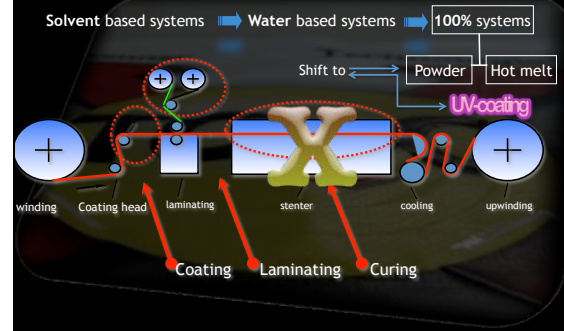 Solvent based systems Water based systems 100% systems
Shift to Powder Hot melt
UV-coating
X
winding Coating head laminating stenter cooling upwinding
Coating Laminating Curing